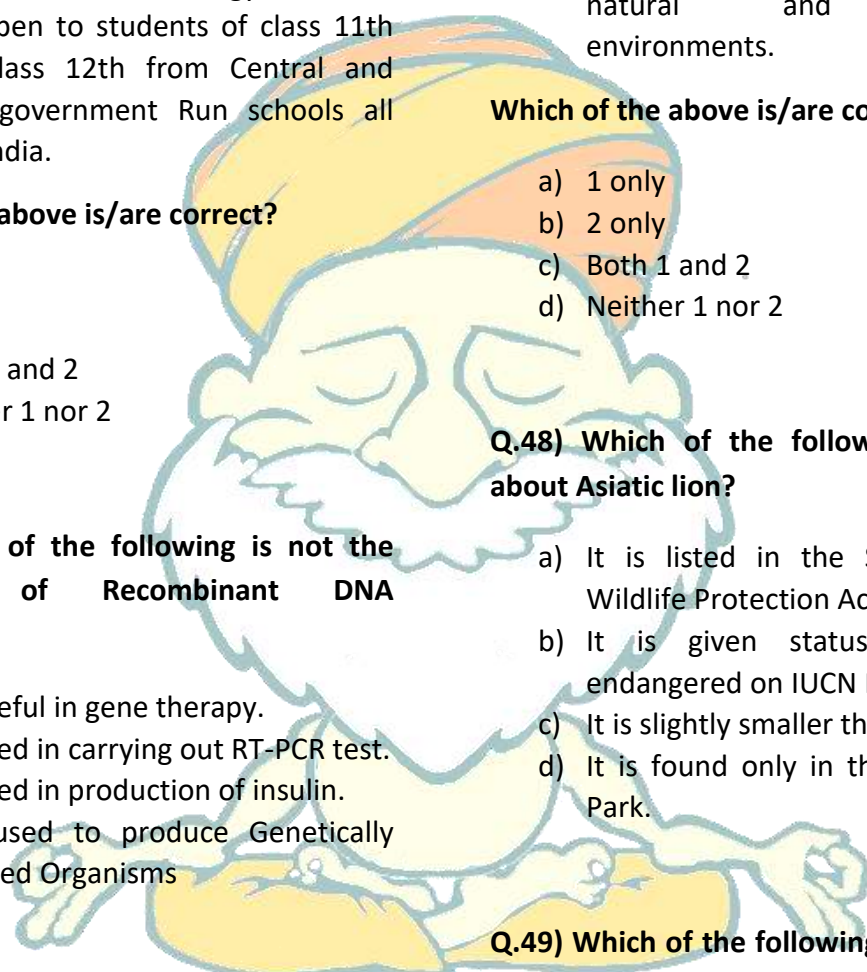 pen to students of class 11th
lass 12th from Central and
government Run schools all
ndia.
above is/are correct?
and 2
r 1 nor 2
of the following is not the
of Recombinant DNA
eful in gene therapy.
ed in carrying out RT-PCR test.
ed in production of insulin.
used to produce Genetically
ed Organisms
natural and
environments.
Which of the above is/are co
a) 1 only
b) 2 only
c) Both 1 and 2
d) Neither 1 nor 2
Q.48) Which of the follow
about Asiatic lion?
a) It is listed in the
Wildlife Protection Ac
b) It is given status
endangered on IUCN
c) It is slightly smaller th
d) It is found only in th
Park.
Q.49) Which of the following